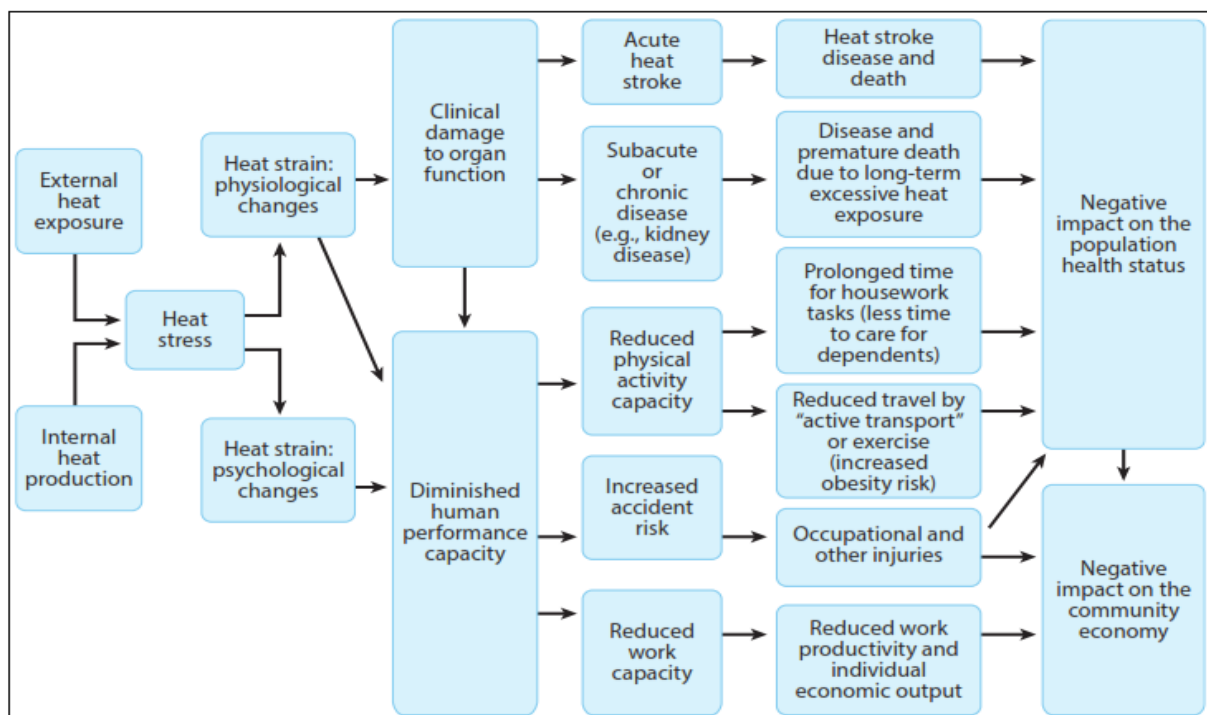 External
heat
exposure
Internal
heat
production
Heat
stress
Heat strain:
physiological
changes
Heat strain:
psychological
changes
Clinical
damage
to organ
function
Diminished
human
performance
capacity
Acute
heat
stroke
Subacute
or
chronic
disease
(e.g., kidney
disease)
Reduced
physical
activity
capacity
Increased
accident
risk
Reduced
work
capacity
Heat stroke
disease and
death
Disease and
premature death
due to long-term
excessive heat
exposure
Prolonged time
for housework
tasks (less time
to care for
dependents)
Reduced travel by
“active transport”
or exercise
(increased
obesity risk)
Occupational and
other injuries
Reduced work
productivity and
individual
economic output
Negative
impact on the
population
health status
Negative
impact on the
community
economy